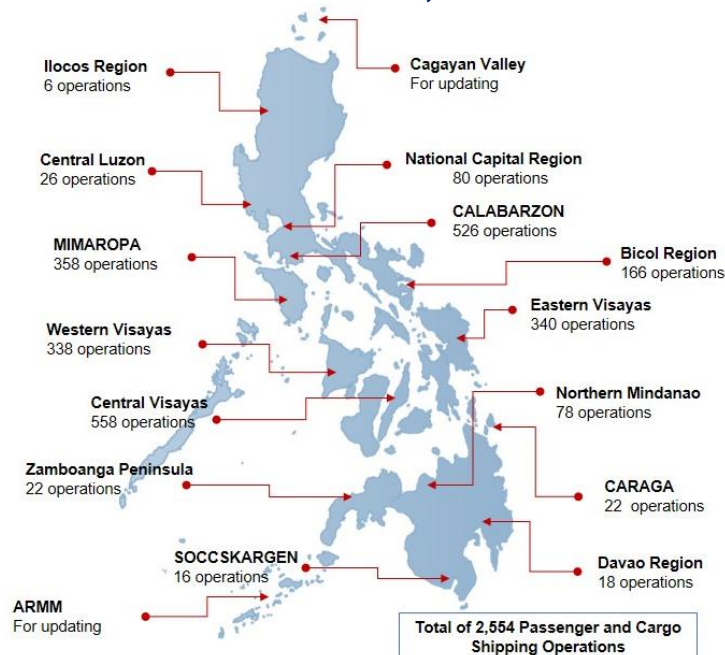 Ilocos Region
6 operations
Cagayan Valley
For updating
Central Luzon
26 operations
National Capital Region
80 operations
CALABARZON
526 operations
MIMAROPA
358 operations
Bicol Region
166 operations
Eastern Visayas
340 operations
Western Visayas
338 operations
Northern Mindanao
78 operations
Central Visayas
558 operations
Zamboanga Peninsula
22 operations
CARAGA
22 operations
SOCCSKARGEN
16 operations
Davao Region
18 operations
ARMM
For updating
Total of 2,554 Passenger and Cargo
Shipping Operations